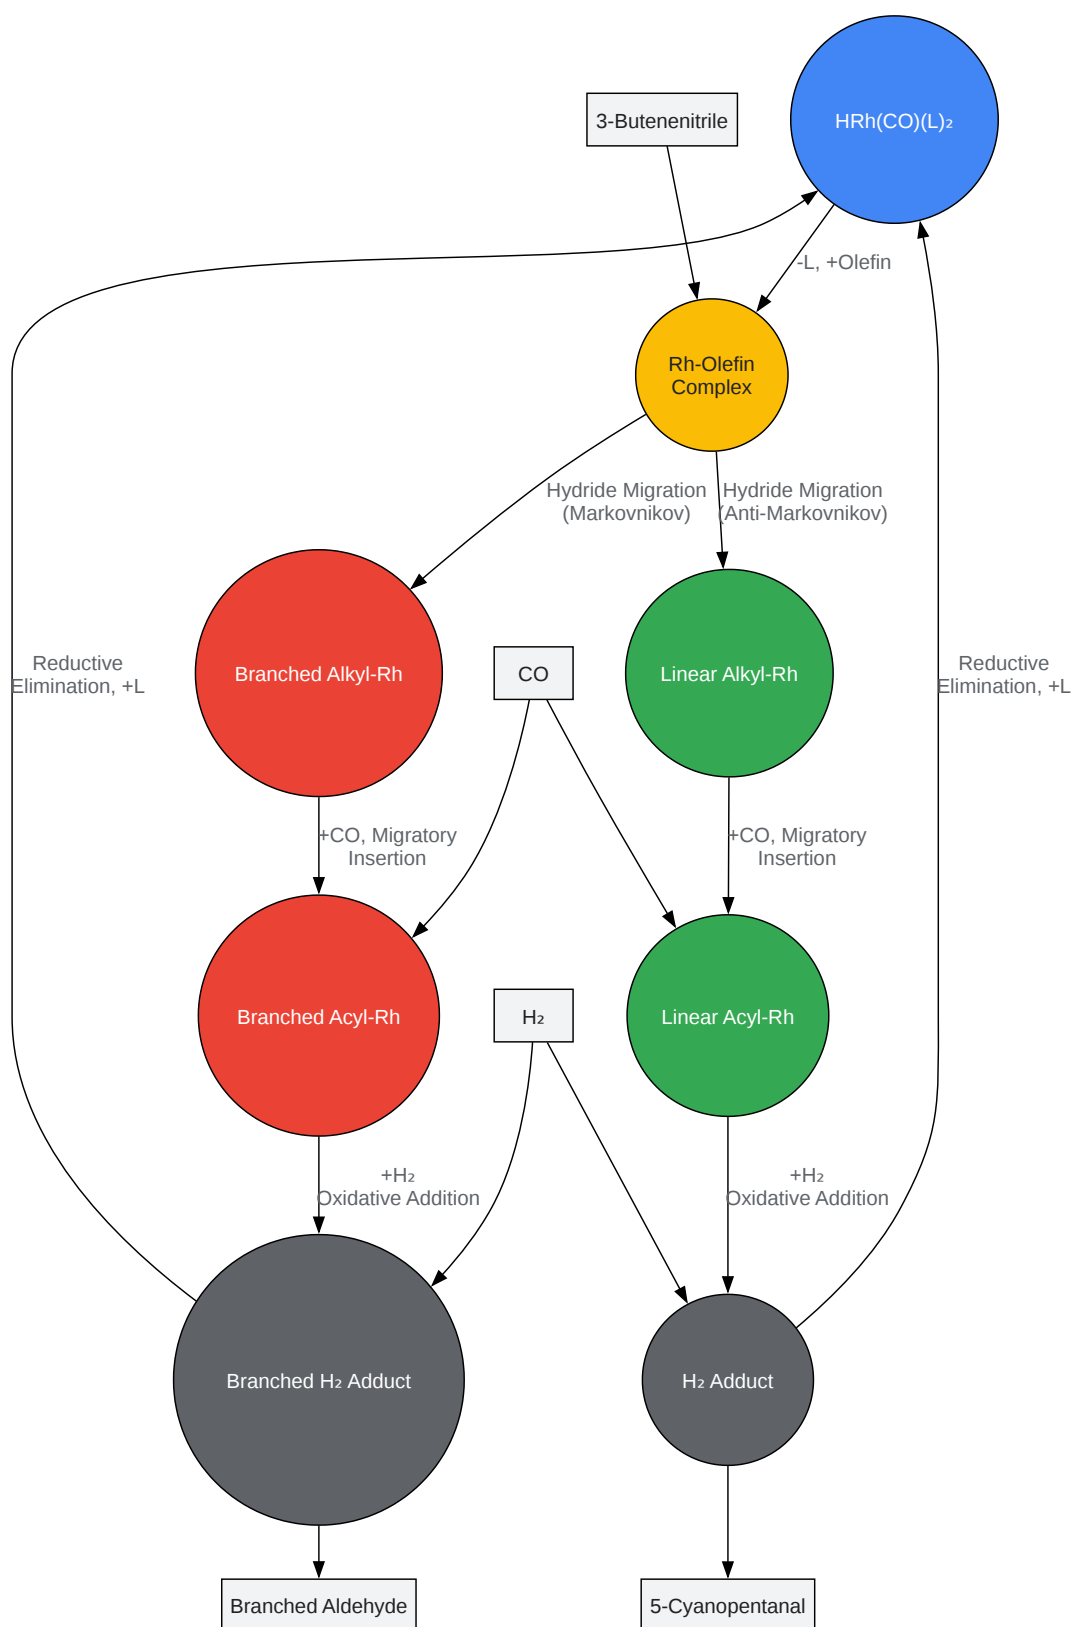 HRh(CO)(L)₂
3-Butenenitrile
-L, +Olefin
Rh-Olefin
Complex
Hydride Migration
(Markovnikov)
Hydride Migration
(Anti-Markovnikov)
Reductive
Elimination, +L
Branched Alkyl-Rh
CO
Linear Alkyl-Rh
Reductive
Elimination, +L
+CO, Migratory
Insertion
+CO, Migratory
Insertion
Branched Acyl-Rh
H₂
Linear Acyl-Rh
+H₂
Oxidative Addition
+H₂
Oxidative Addition
Branched H₂ Adduct
H₂ Adduct
Branched Aldehyde
5-Cyanopentanal